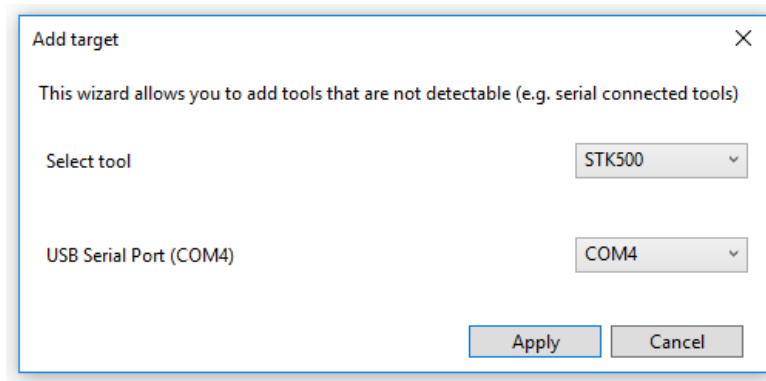 Add target
This wizard allows you to add tools that are not detectable (e.g. serial connected tools)
Select tool
STK500
USB Serial Port (COM4)
COM4
Apply
Cancel